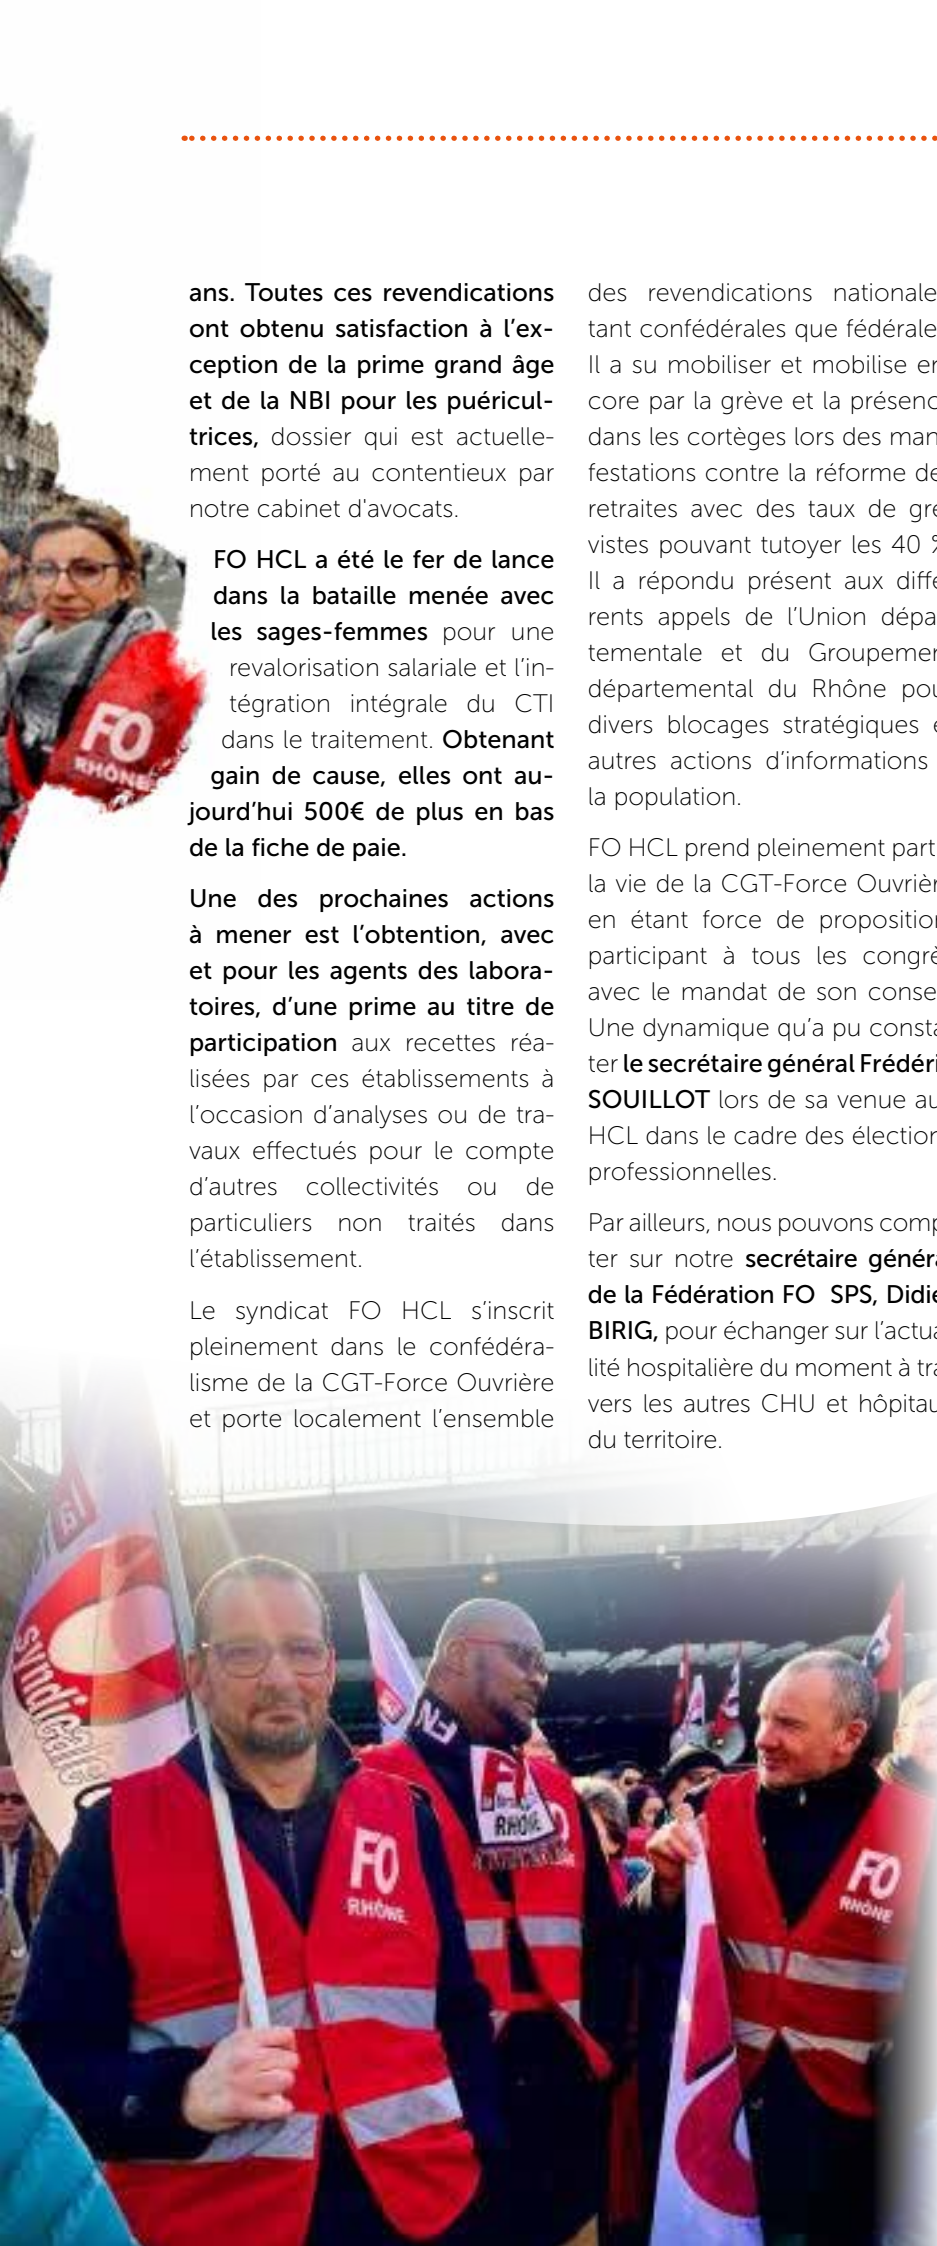 ans. Toutes ces revendications
ont obtenu satisfaction à l'ex-
ception de la prime grand âge
et de la NBI pour les puéricul-
trices, dossier qui est actuelle-
ment porté au contentieux par
notre cabinet d'avocats.
FO HCL a été le fer de lance
dans la bataille menée avec
les sages-femmes pour une
revalorisation salariale et l'in-
tégration intégrale du CTI
dans le traitement. Obtenant
gain de cause, elles ont au-
jourd'hui 500€ de plus en bas
de la fiche de paie.
Une des prochaines actions
à mener est l'obtention, avec
et pour les agents des labora-
toires, d'une prime au titre de
participation aux recettes réa-
lisées par ces établissements à
l'occasion d'analyses ou de tra-
vaux effectués pour le compte
d'autres collectivités ou de
particuliers non traités dans
l'établissement.
Le syndicat FO HCL s'inscrit
pleinement dans le confédéra-
lisme de la CGT-Force Ouvrière
et porte localement l'ensemble
des revendications nationale
tant confédérales que fédérale
Il a su mobiliser et mobilise en
core par la grève et la présenc
dans les cortèges lors des man
festations contre la réforme de
retraites avec des taux de gré
vistes pouvant tutoyer les 40 %
Il a répondu présent aux diffé
rents appels de l'Union dépa
tementale et du Groupemen
départemental du Rhône pou
divers blocages stratégiques e
autres actions d'informations
la population.
FO HCL prend pleinement part
la vie de la CGT-Force Ouvrièr
en étant force de proposition
participant à tous les congrè
avec le mandat de son conse
Une dynamique qu'a pu consta
ter le secrétaire général Frédéri
SOUILLOT lors de sa venue au
HCL dans le cadre des élection
professionnelles.
Par ailleurs, nous pouvons comp
ter sur notre secrétaire généra
de la Fédération FO SPS, Didie
BIRIG, pour échanger sur l'actua
lité hospitalière du moment à tra
vers les autres CHU et hôpitau
du territoire.
FO
RHÔNE
syndicat
FO
RHÔNE
RHÔNE
FO
RHÔNE